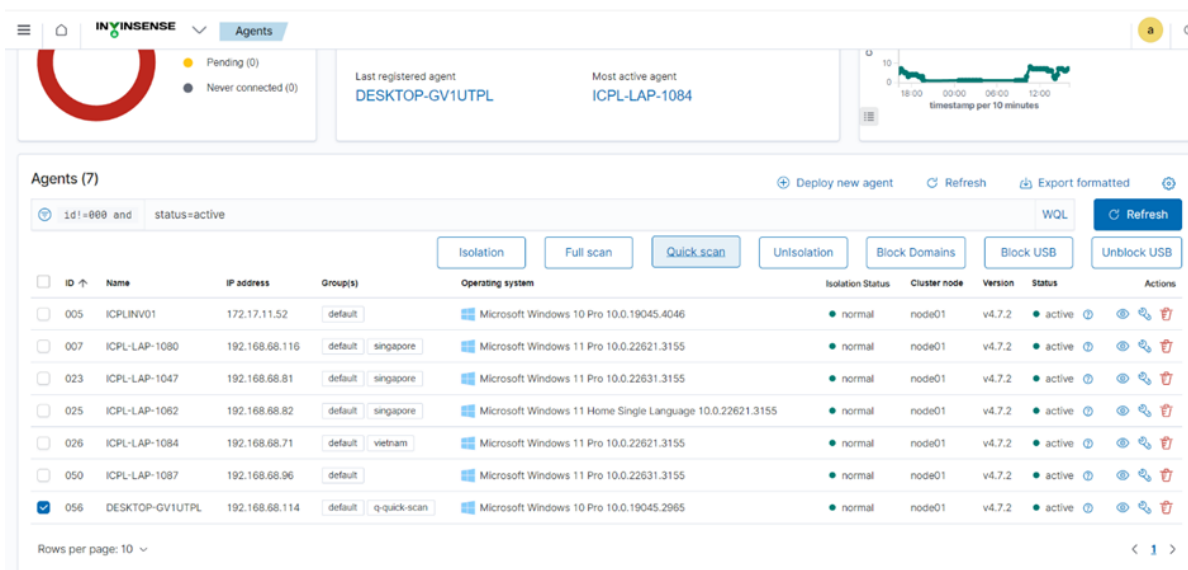 INVINSENSE Agents a
Pending (0)
Never connected (0)
Last registered agent Most active agent
DESKTOP-GV1UTPL ICPL-LAP-1084
10
0
18:00 00:00 06:00 12:00
timestamp per 10 minutes
Agents (7)
Deploy new agent Refresh Export formatted
id!=000 and status=active WQL Refresh
Isolation Full scan Quick scan UnIsolation Block Domains Block USB Unblock USB
ID Name IP address Group(s) Operating system Isolation Status Cluster node Version Status Actions
005 ICPLINV01 172.17.11.52 default Microsoft Windows 10 Pro 10.0.19045.4046 normal node01 v4.7.2 active
007 ICPL-LAP-1080 192.168.68.116 default singapore Microsoft Windows 11 Pro 10.0.22621.3155 normal node01 v4.7.2 active
023 ICPL-LAP-1047 192.168.68.81 default singapore Microsoft Windows 11 Pro 10.0.22631.3155 normal node01 v4.7.2 active
025 ICPL-LAP-1062 192.168.68.82 default singapore Microsoft Windows 11 Home Single Language 10.0.22621.3155 normal node01 v4.7.2 active
026 ICPL-LAP-1084 192.168.68.71 default vietnam Microsoft Windows 11 Pro 10.0.22621.3155 normal node01 v4.7.2 active
050 ICPL-LAP-1087 192.168.68.96 default Microsoft Windows 11 Pro 10.0.22631.3155 normal node01 v4.7.2 active
056 DESKTOP-GV1UTPL 192.168.68.114 default q-quick-scan Microsoft Windows 10 Pro 10.0.19045.2965 normal node01 v4.7.2 active
Rows per page: 10 1